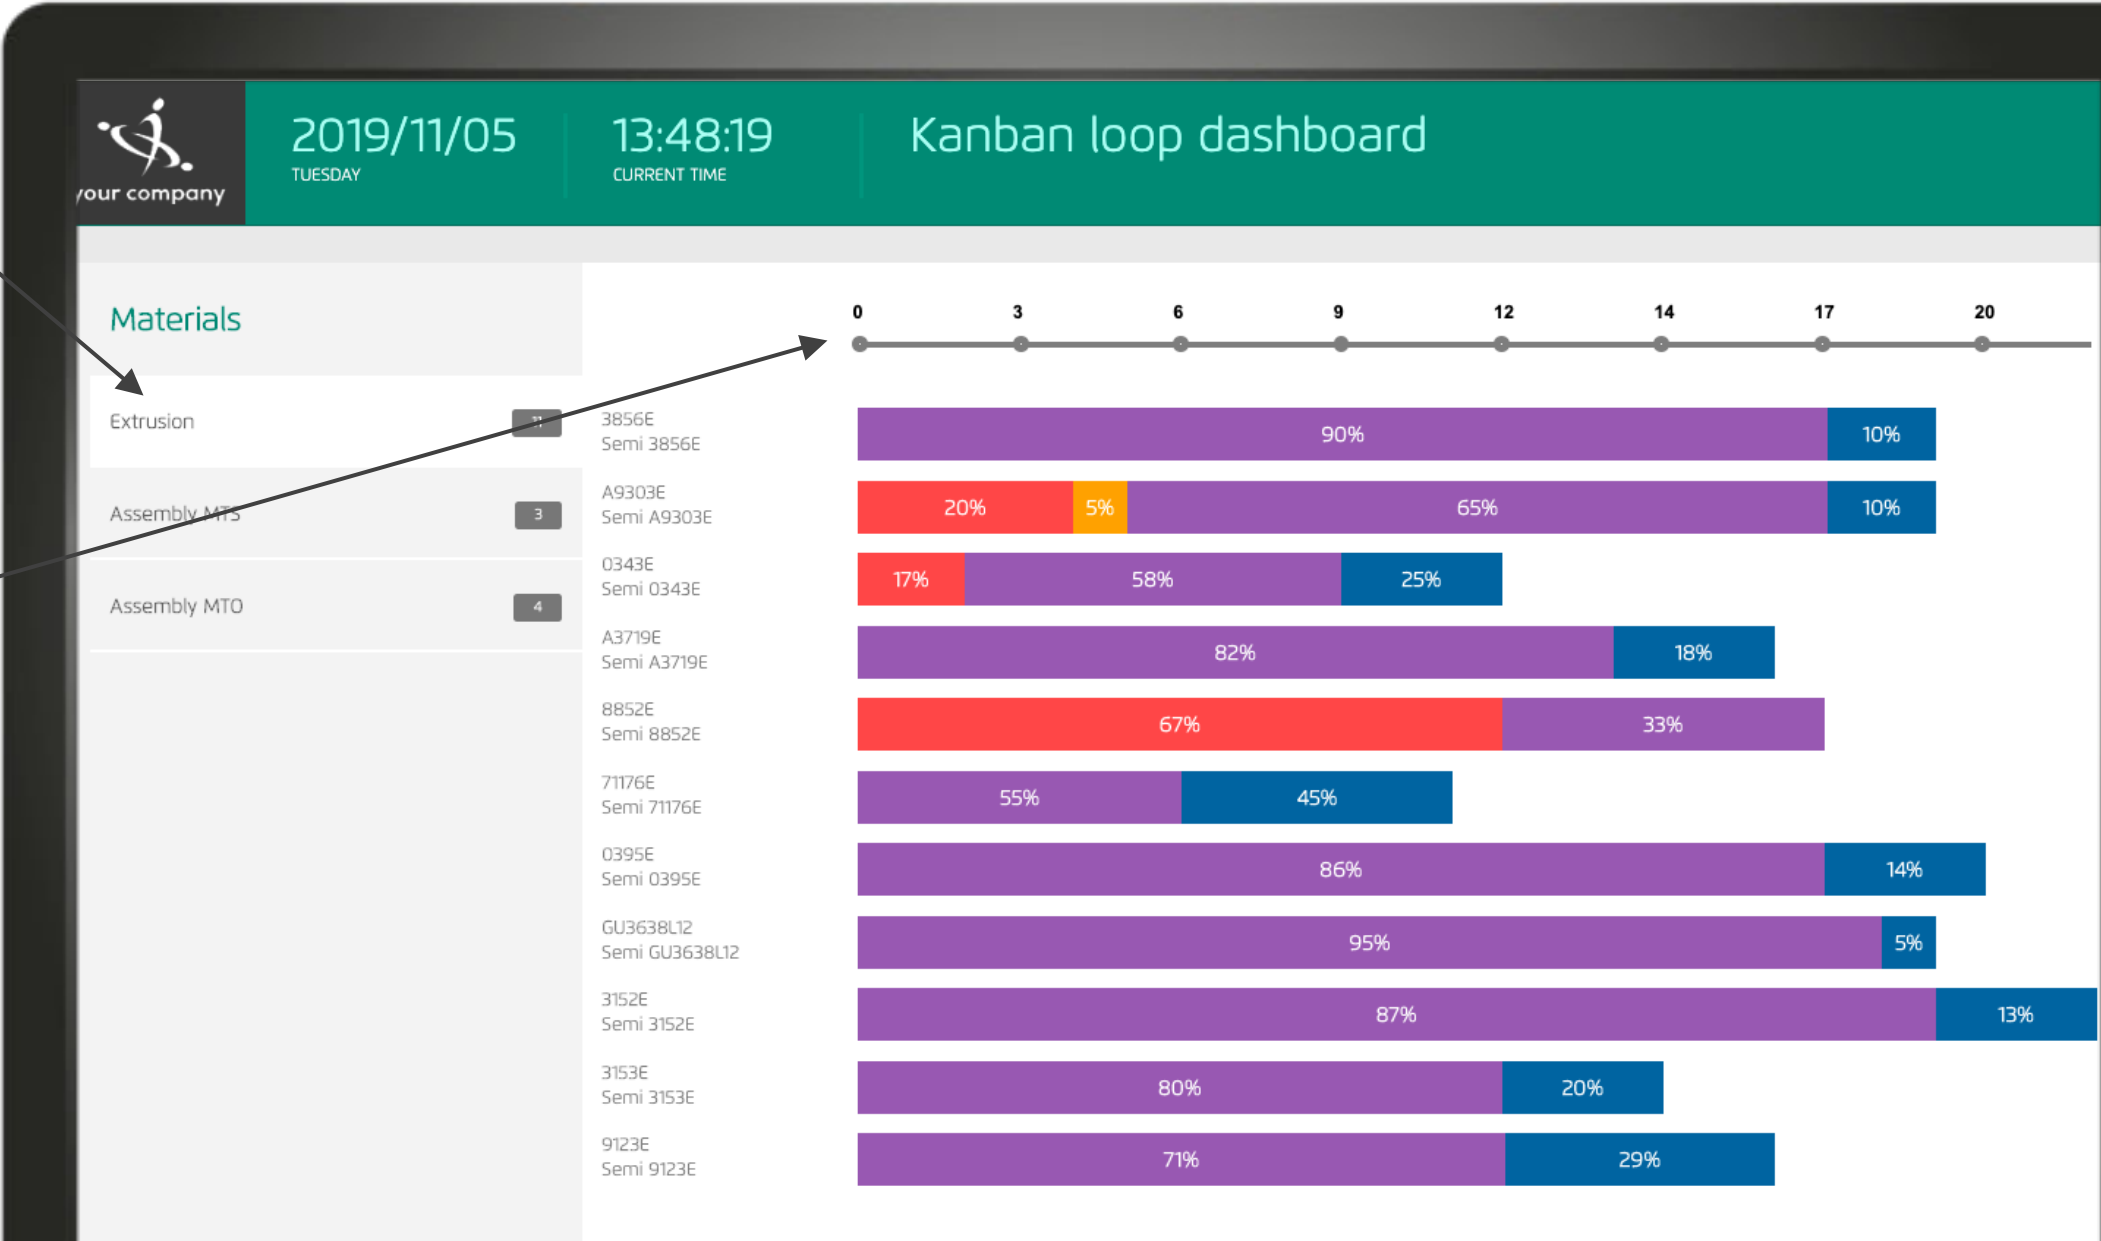 your company
2019/11/05
TUESDAY
13:48:19
CURRENT TIME
Kanban loop dashboard
Materials
Extrusion 11
Assembly MTS 3
Assembly MTO 4
0 3 6 9 12 14 17 20
3856E
Semi 3856E
90% 10%
A9303E
Semi A9303E
20% 5% 65% 10%
0343E
Semi 0343E
17% 58% 25%
A3719E
Semi A3719E
82% 18%
8852E
Semi 8852E
67% 33%
71176E
Semi 71176E
55% 45%
0395E
Semi 0395E
86% 14%
GU3638L12
Semi GU3638L12
95% 5%
3152E
Semi 3152E
87% 13%
3153E
Semi 3153E
80% 20%
9123E
Semi 9123E
71% 29%